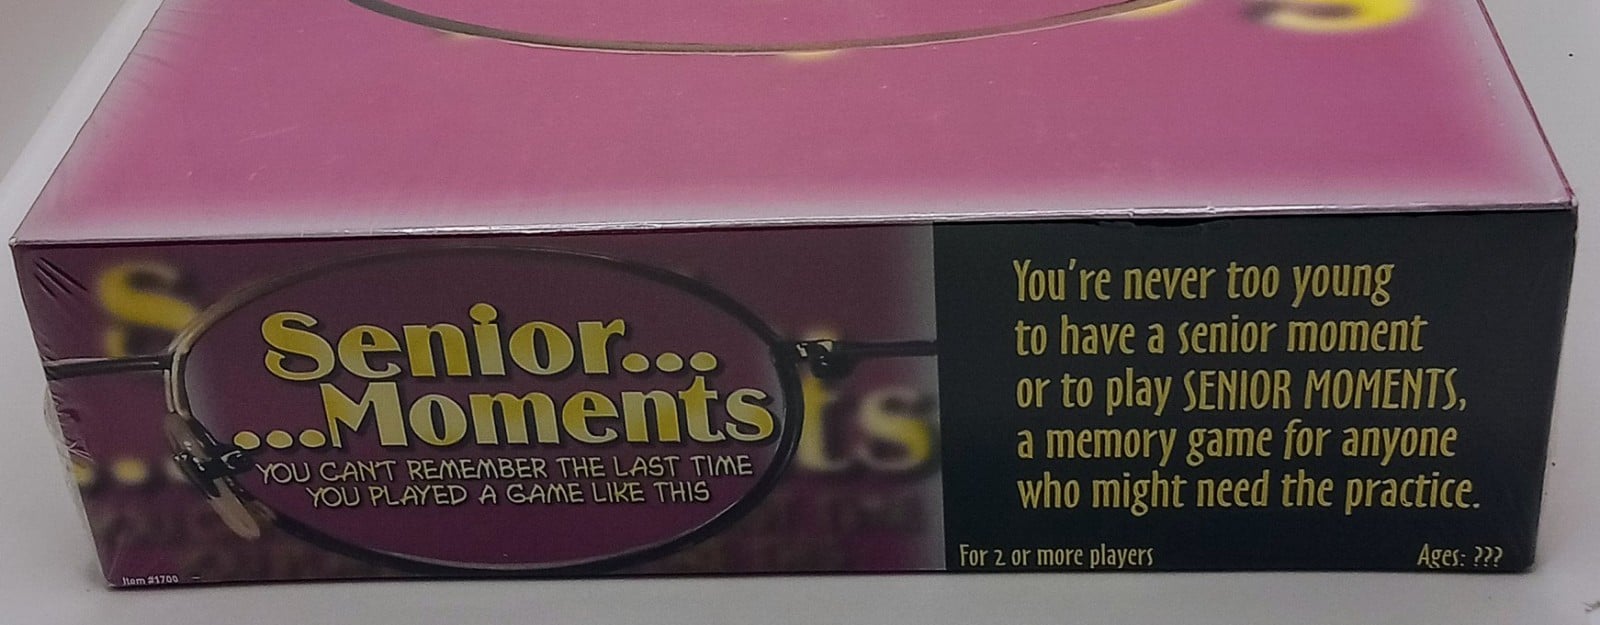 Senior...
...Moments
YOU CAN'T REMEMBER THE LAST TIME
YOU PLAYED A GAME LIKE THIS
Item #1700
You're never too young
to have a senior moment
or to play SENIOR MOMENTS,
a memory game for anyone
who might need the practice.
For 2 or more players
Ages: ???